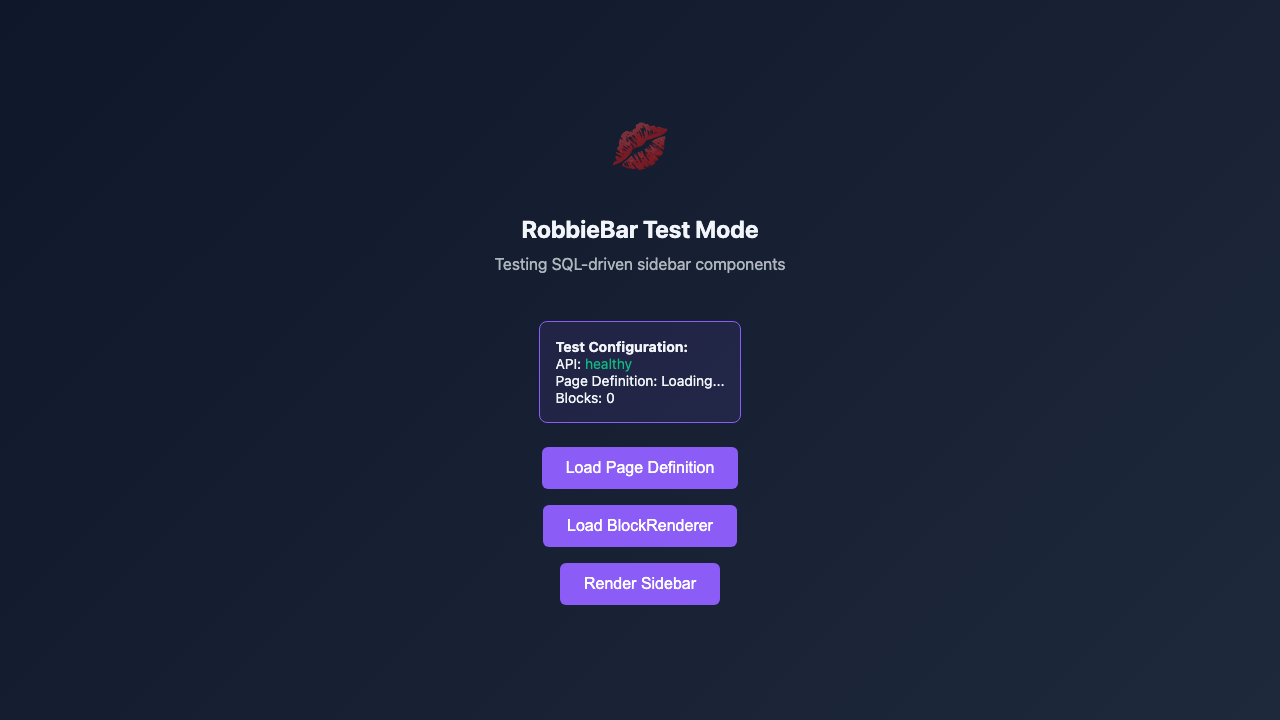 RobbieBar Test Mode
Testing SQL-driven sidebar components
Test Configuration:
API: healthy
Page Definition: Loading...
Blocks: 0
Load Page Definition
Load BlockRenderer
Render Sidebar